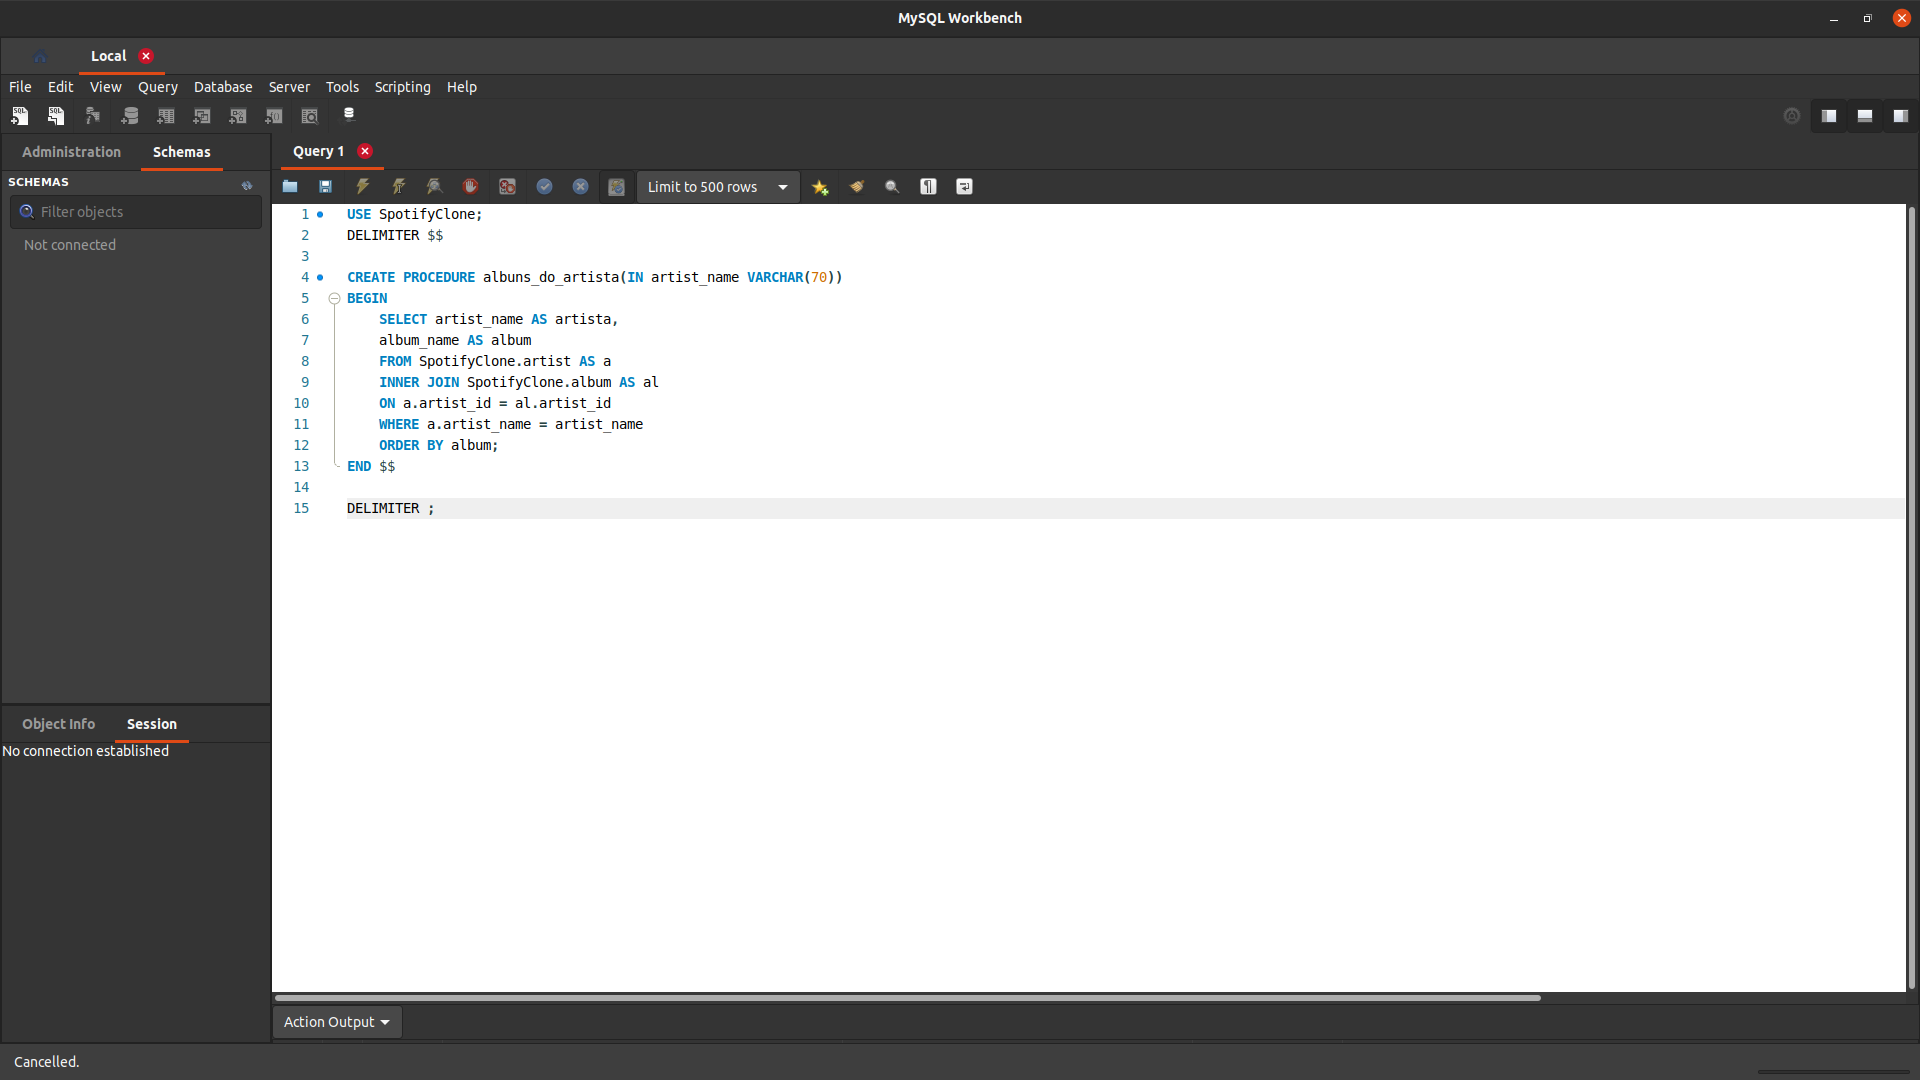 MySQL Workbench
Local
File Edit View Query Database Server Tools Scripting Help
Administration Schemas
Query 1
SCHEMAS
Limit to 500 rows
Filter objects
Not connected
1 USE SpotifyClone;
2 DELIMITER $$
3
4 CREATE PROCEDURE albuns_do_artista(IN artist_name VARCHAR(70))
5 BEGIN
6 SELECT artist_name AS artista,
7 album_name AS album
8 FROM SpotifyClone.artist AS a
9 INNER JOIN SpotifyClone.album AS al
10 ON a.artist_id = al.artist_id
11 WHERE a.artist_name = artist_name
12 ORDER BY album;
13 END $$
14
15 DELIMITER ;
Object Info Session
No connection established
Action Output
Cancelled.